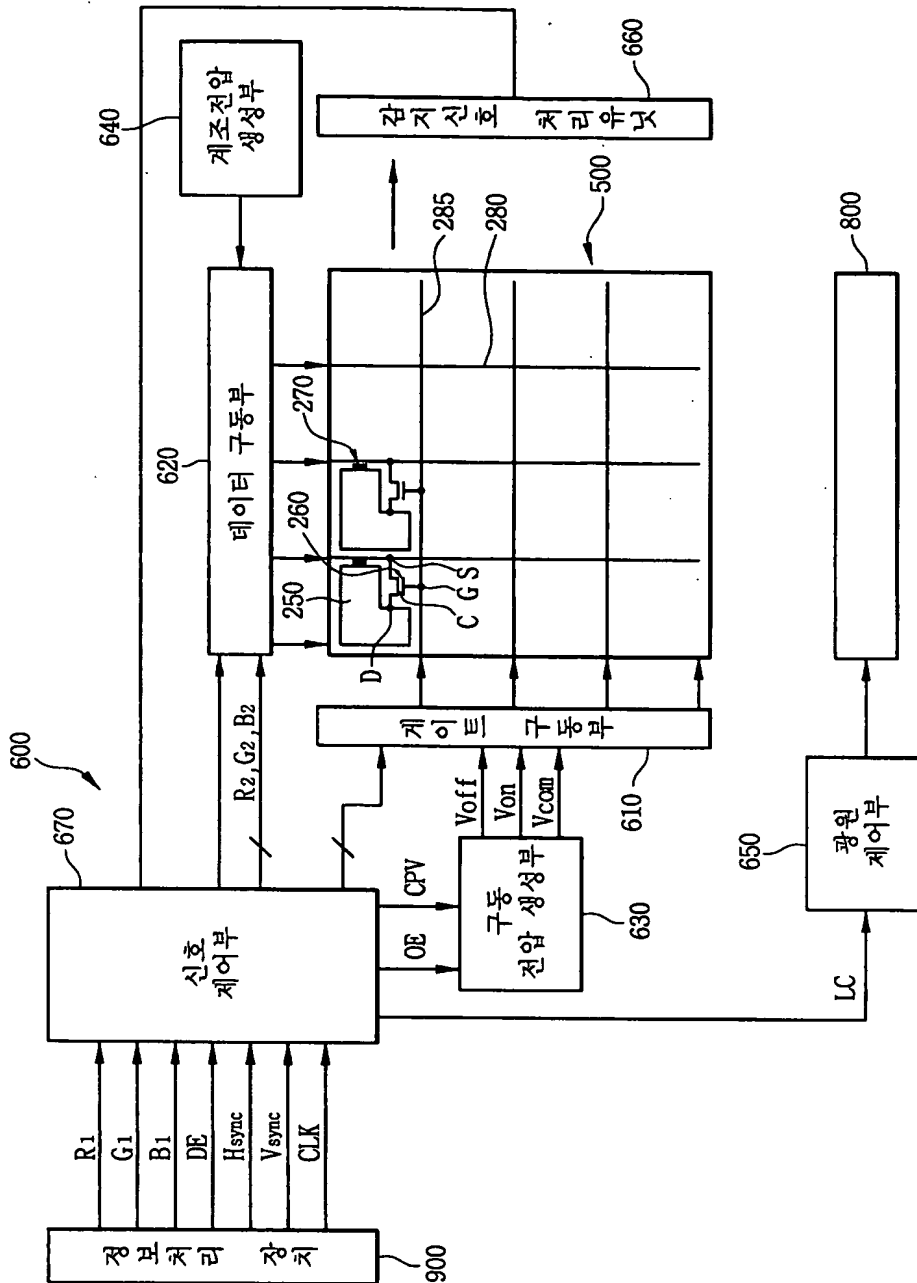 600
정보처리 장치
900
R1
G1
B1
DE
Hsync
Vsync
CLK
신호
제어부
670
R2,G2,B2
OE
CPV
구동
전압 생성부
630
Voff
Von
Vcom
게이트 구동부
610
데이터 구동부
620
계조전압
생성부
640
감지신호 처리유닛
660
500
250
260
270
285
280
D
C
G
S
LC
광원
제어부
650
800